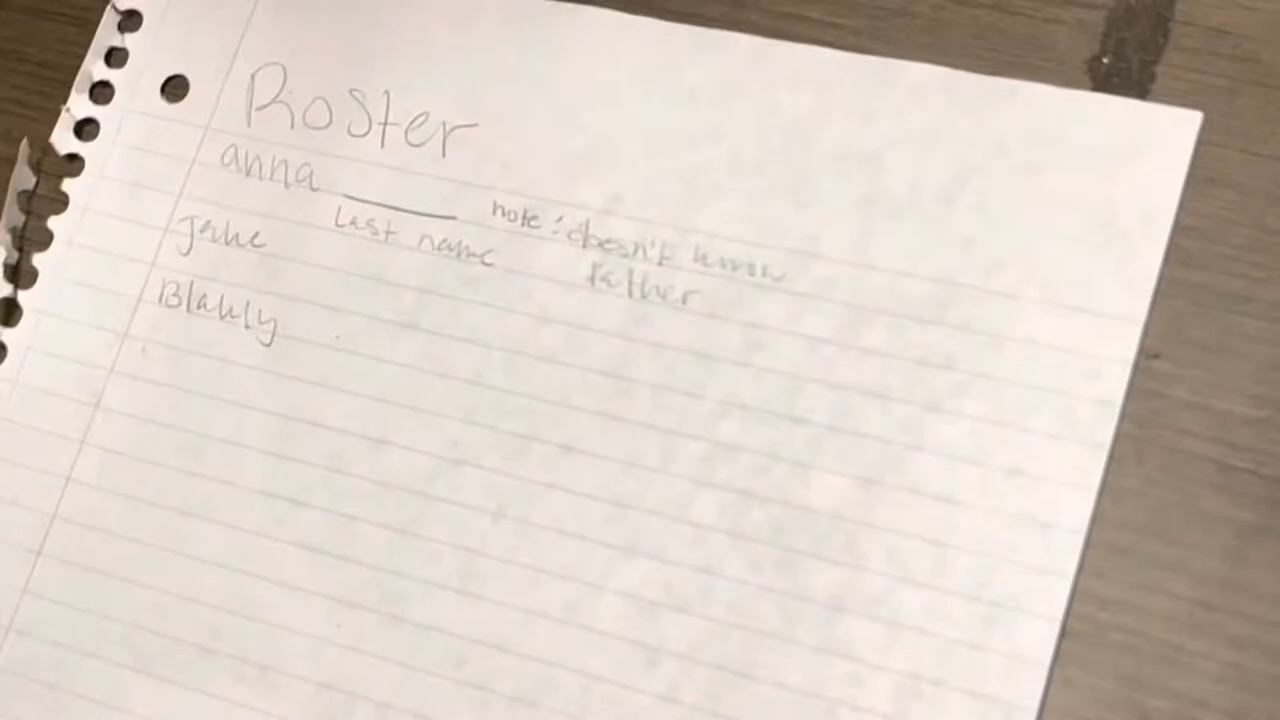 Roster
anna ____ note: doesn't know
Last name father
Jake
Blakly